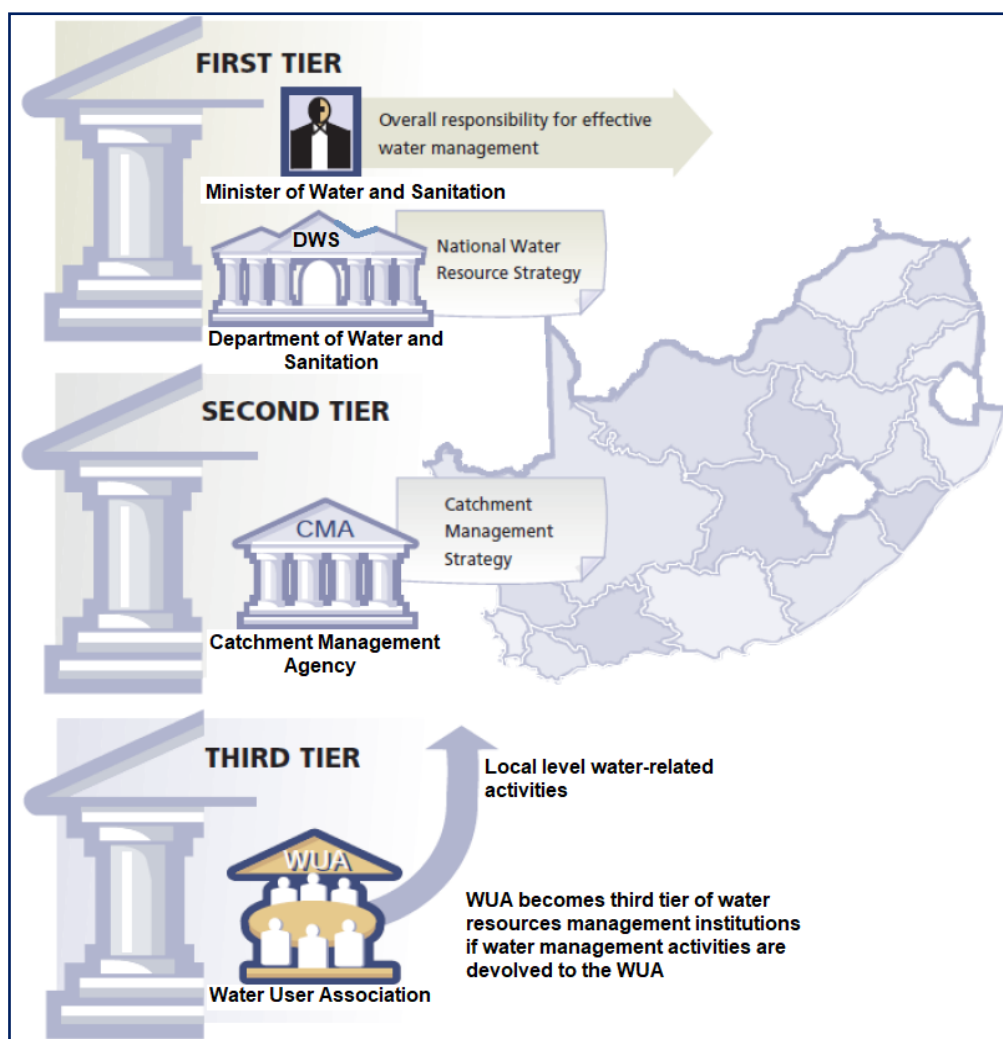 FIRST TIER
Overall responsibility for effective
water management
Minister of Water and Sanitation
DWS
National Water
Resource Strategy
Department of Water and
Sanitation
SECOND TIER
CMA
Catchment
Management
Strategy
Catchment Management
Agency
THIRD TIER
Local level water-related
activities
WUA
WUA becomes third tier of water
resources management institutions
if water management activities are
devolved to the WUA
Water User Association